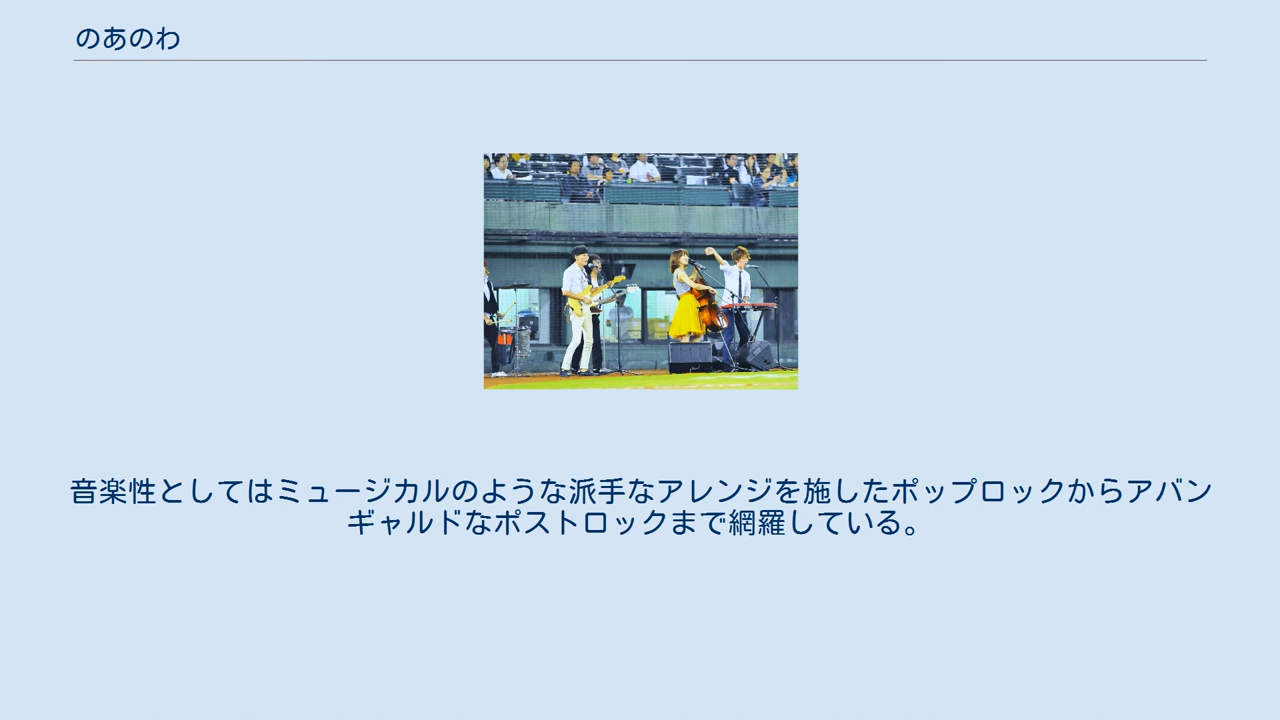 のあのわ
音楽性としてはミュージカルのような派手なアレンジを施したポップロックからアバン
ギャルドなポストロックまで網羅している。